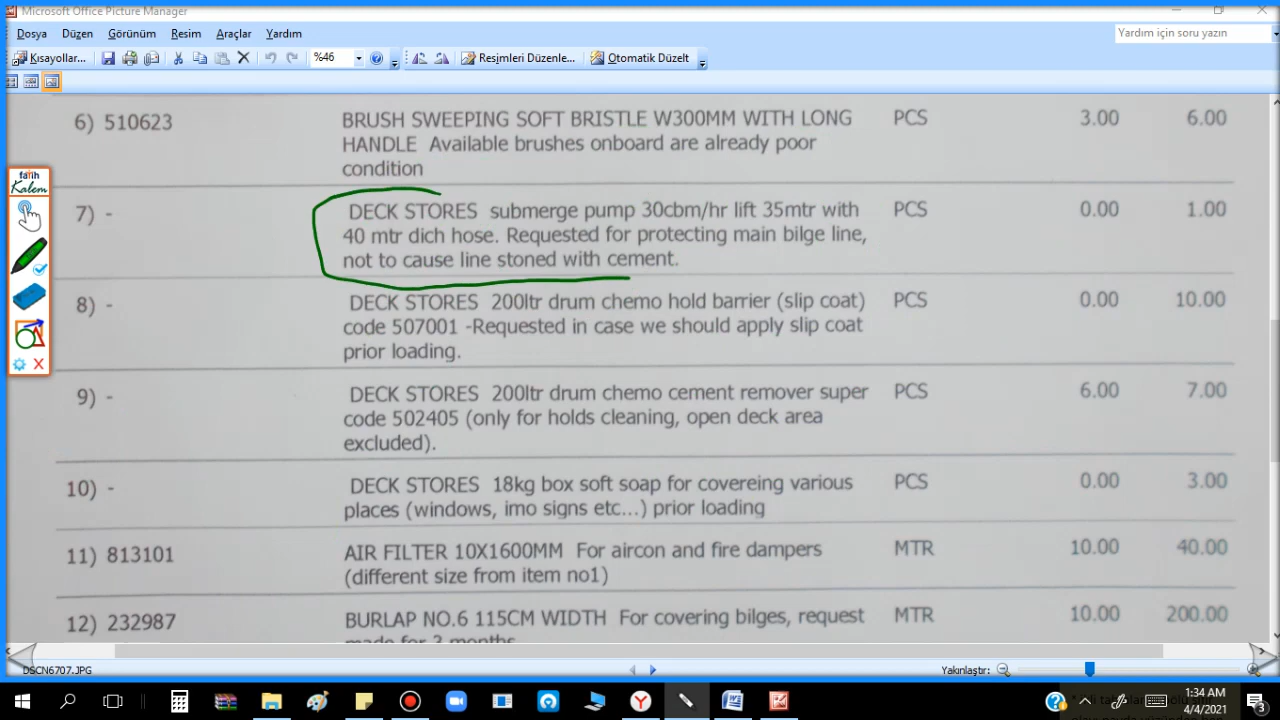 Microsoft Office Picture Manager
Dosya Düzen Görünüm Resim Araçlar Yardım
Yardım için soru yazın
Kısayollar... %46 Resimleri Düzenle... Otomatik Düzelt
6) 510623 BRUSH SWEEPING SOFT BRISTLE W300MM WITH LONG PCS 3.00 6.00
HANDLE Available brushes onboard are already poor
condition
fatih
Kalem
7) - DECK STORES submerge pump 30cbm/hr lift 35mtr with PCS 0.00 1.00
40 mtr dich hose. Requested for protecting main bilge line,
not to cause line stoned with cement.
8) - DECK STORES 200ltr drum chemo hold barrier (slip coat) PCS 0.00 10.00
code 507001 -Requested in case we should apply slip coat
prior loading.
9) - DECK STORES 200ltr drum chemo cement remover super PCS 6.00 7.00
code 502405 (only for holds cleaning, open deck area
excluded).
10) - DECK STORES 18kg box soft soap for covereing various PCS 0.00 3.00
places (windows, imo signs etc...) prior loading
11) 813101 AIR FILTER 10X1600MM For aircon and fire dampers MTR 10.00 40.00
(different size from item no1)
12) 232987 BURLAP NO.6 115CM WIDTH For covering bilges, request MTR 10.00 200.00
made for 3 months
DSCN6707.JPG Yakınlaştır:
1:34 AM
4/4/2021
3